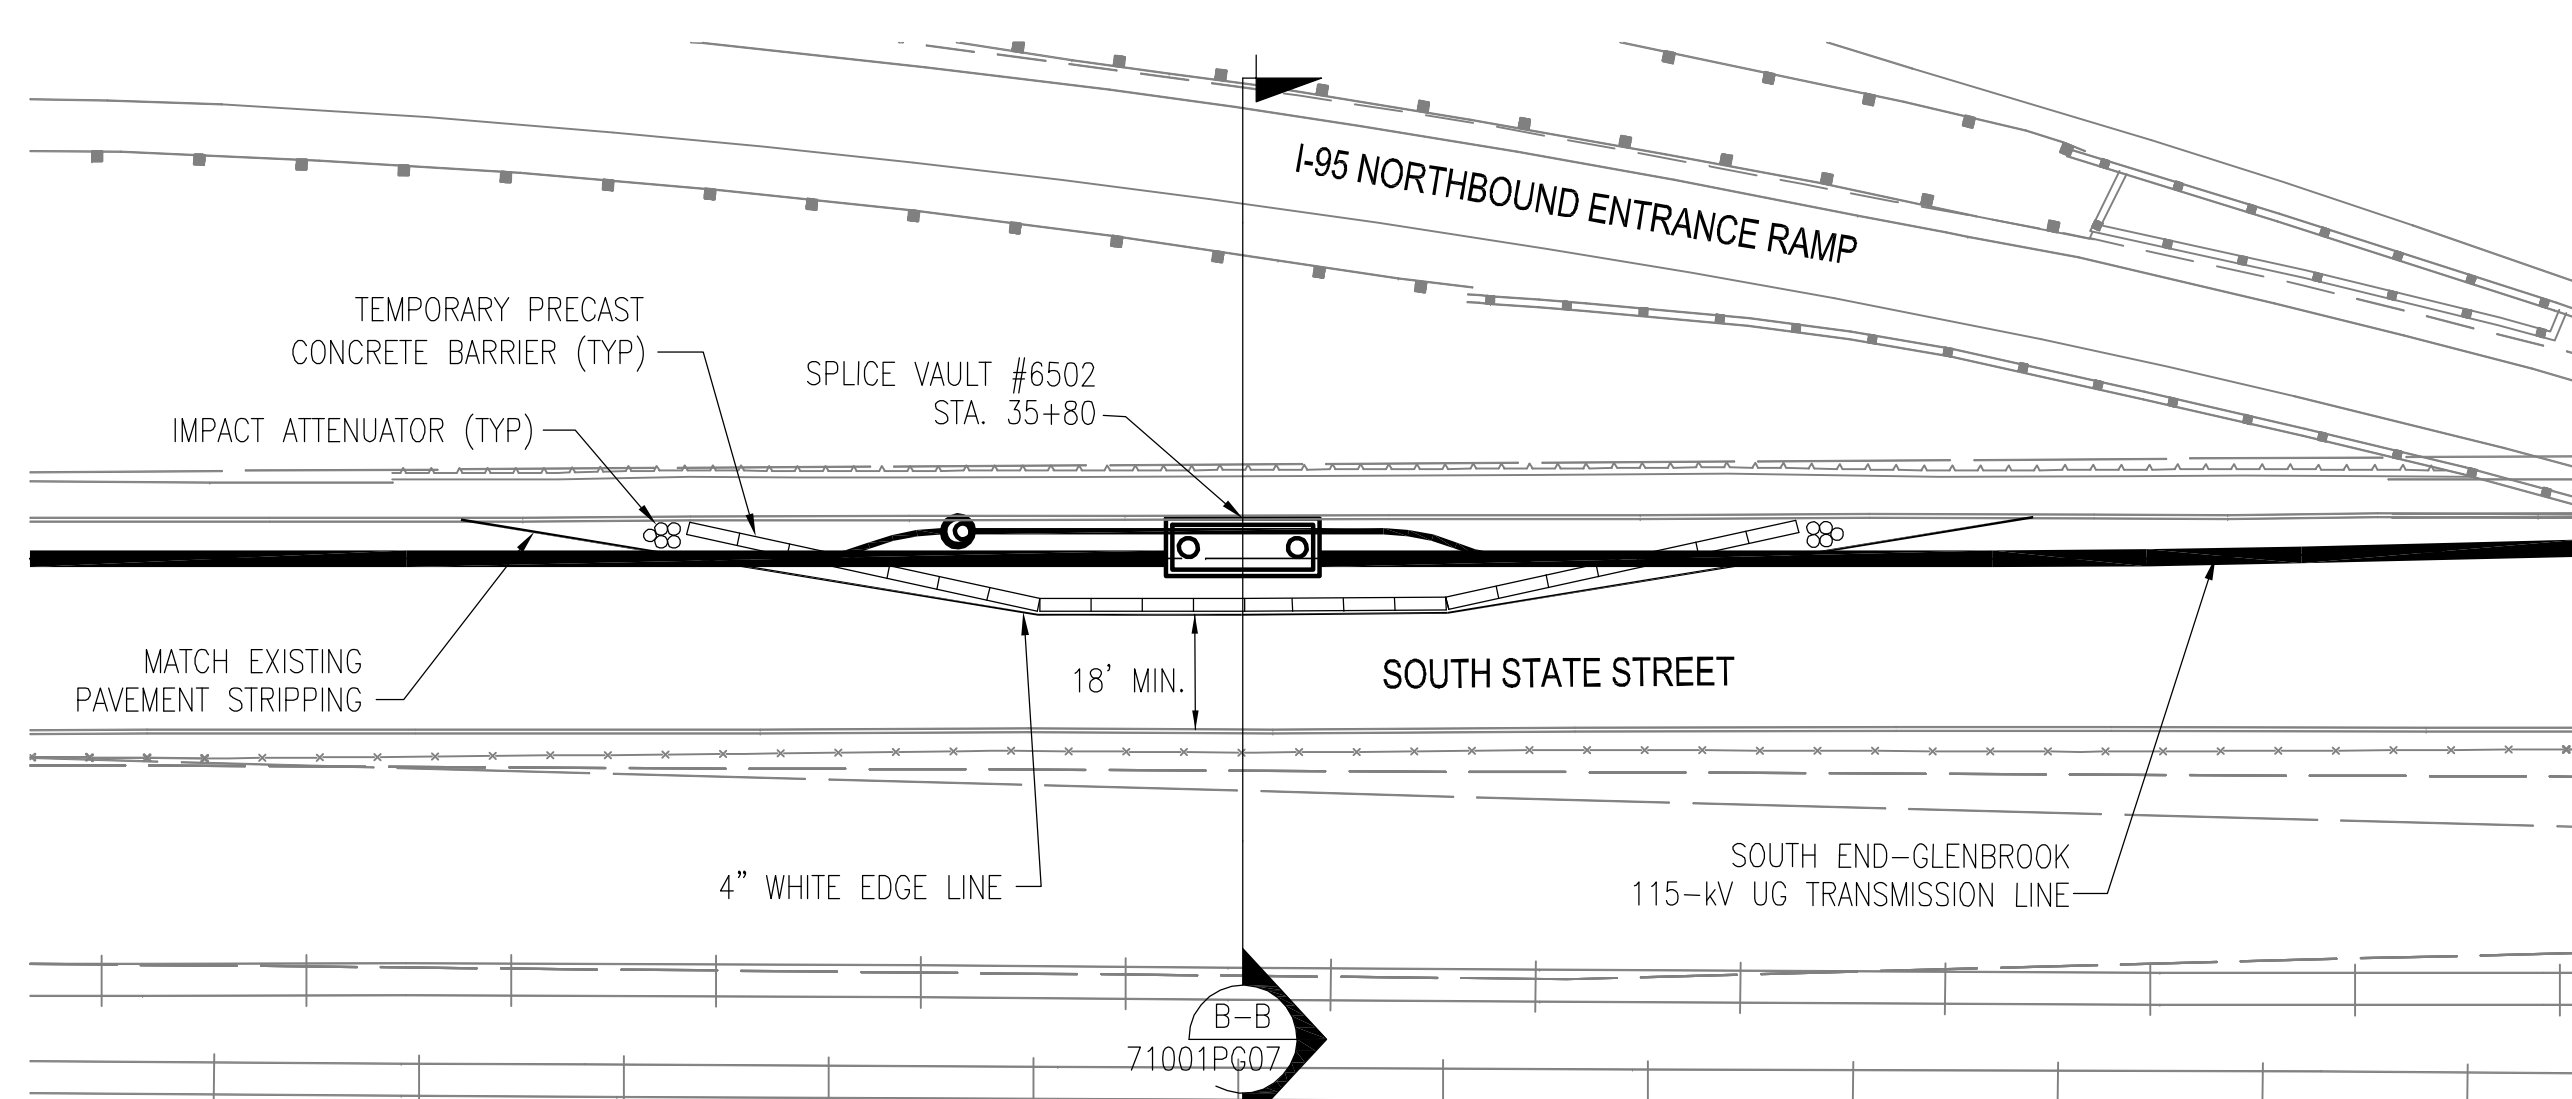 I-95 NORTHBOUND ENTRANCE RAMP
TEMPORARY PRECAST
CONCRETE BARRIER (TYP)
SPLICE VAULT #6502
STA. 35+80
IMPACT ATTENUATOR (TYP)
MATCH EXISTING
PAVEMENT STRIPPING
18' MIN.
SOUTH STATE STREET
4" WHITE EDGE LINE
SOUTH END-GLENBROOK
115-kV UG TRANSMISSION LINE
B-B
71001PG07